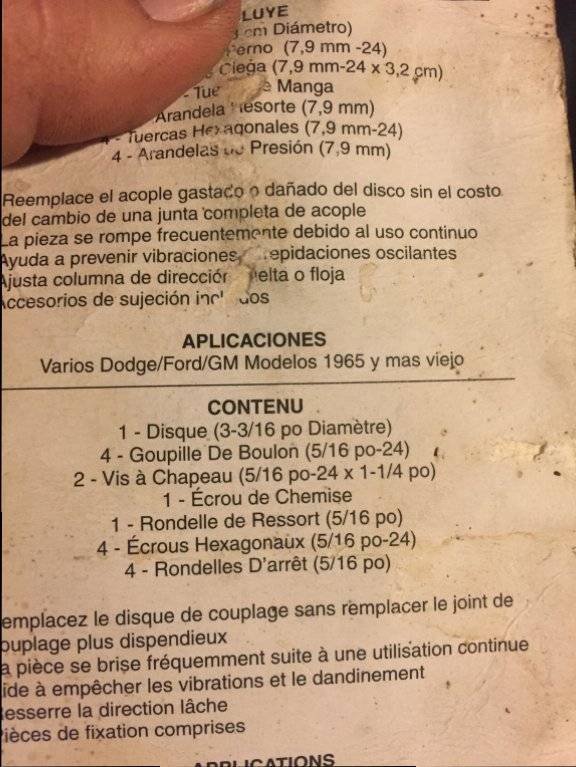 LUYE
cm Diámetro)
(7,9 mm -24)
Ciega (7,9 mm-24 x 3,2 cm)
- Manga
Arandela (7,9 mm)
4 - Tuercas Hexagonales (7,9 mm-24)
4 - Arandelas de Presión (7,9 mm)
Reemplace el acople gastado o dañado del disco sin el costo
del cambio de una junta completa de acople
La pieza se rompe frecuentemente debido al uso continuo
Ayuda a prevenir vibraciones, oscilantes
Ajusta columna de dirección o floja
Accesorios de sujeción
APLICACIONES
Varios Dodge/Ford/GM Modelos 1965 y mas viejo
CONTENU
1 - Disque (3-3/16 po Diamètre)
4 - Goupille De Boulon (5/16 po-24)
2 - Vis à Chapeau (5/16 po-24 x 1-1/4 po)
1 - Écrou de Chemise
1 - Rondelle de Ressort (5/16 po)
4 - Écrous Hexagonaux (5/16 po-24)
4 - Rondelles D'arrêt (5/16 po)
emplacez le disque de couplage sans remplacer le joint de
ouplage plus dispendieux
a pièce se brise fréquemment suite à une utilisation continue
ide à empêcher les vibrations et le dandinement
esserre la direction lâche
ièces de fixation comprises
APPLICATIONS